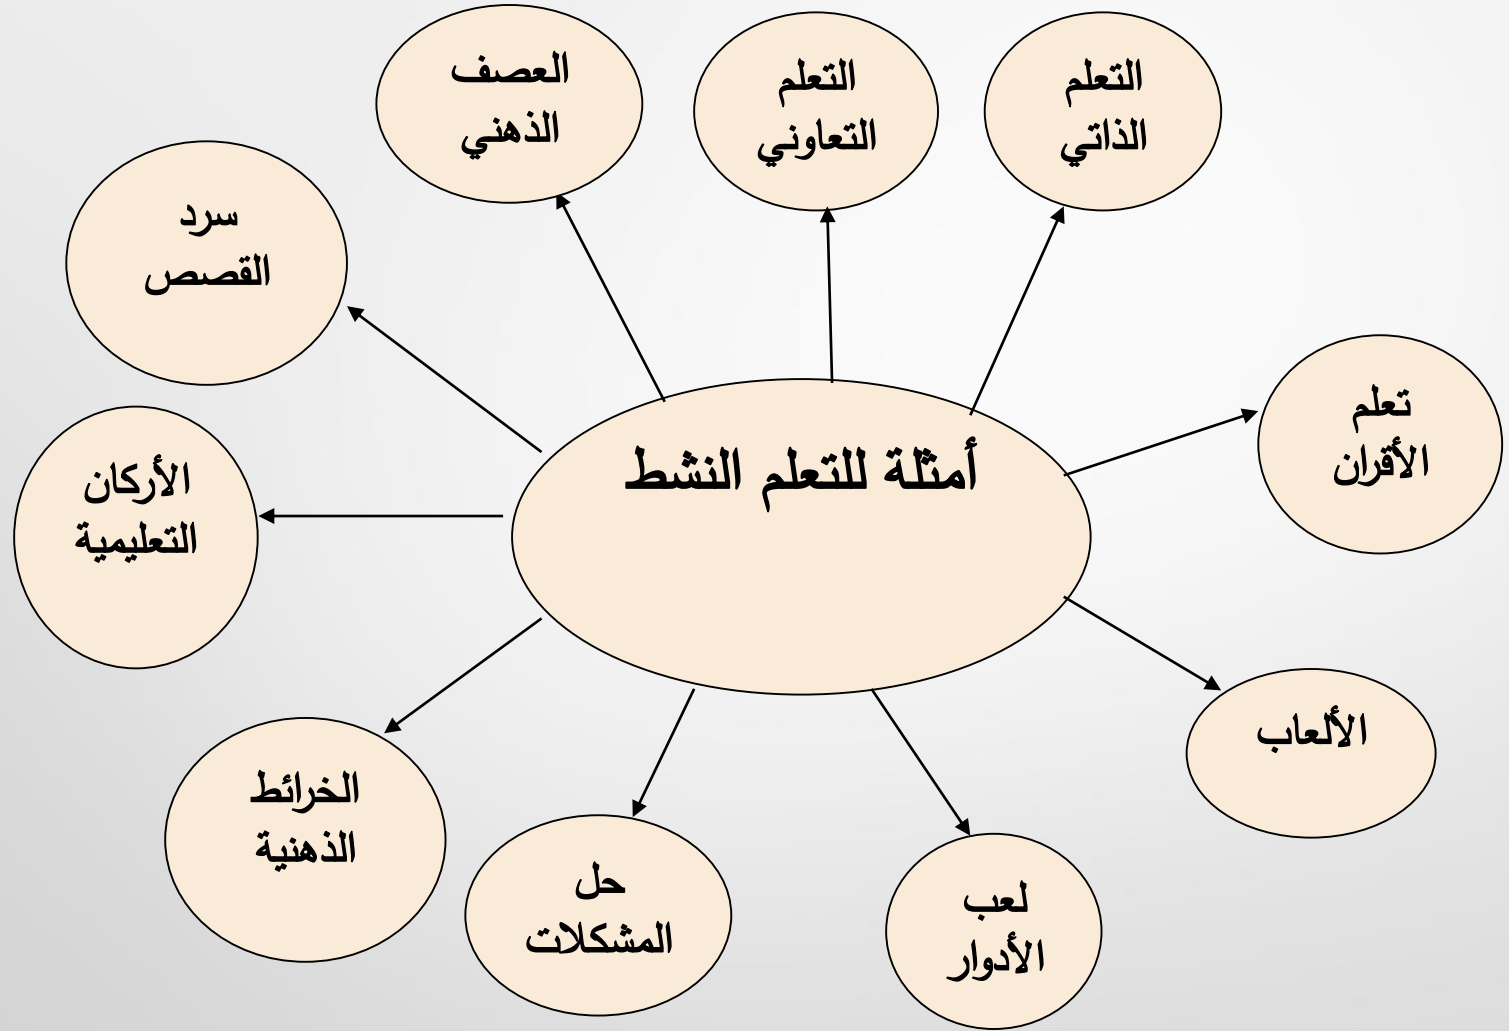 العصف
الذهني
التعلم
التعاوني
التعلم
الذاتي
سرد
القصص
تعلم
الأقران
أمثلة للتعلم النشط
الأركان
التعليمية
الألعاب
الخرائط
الذهنية
حل
المشكلات
لعب
الأدوار